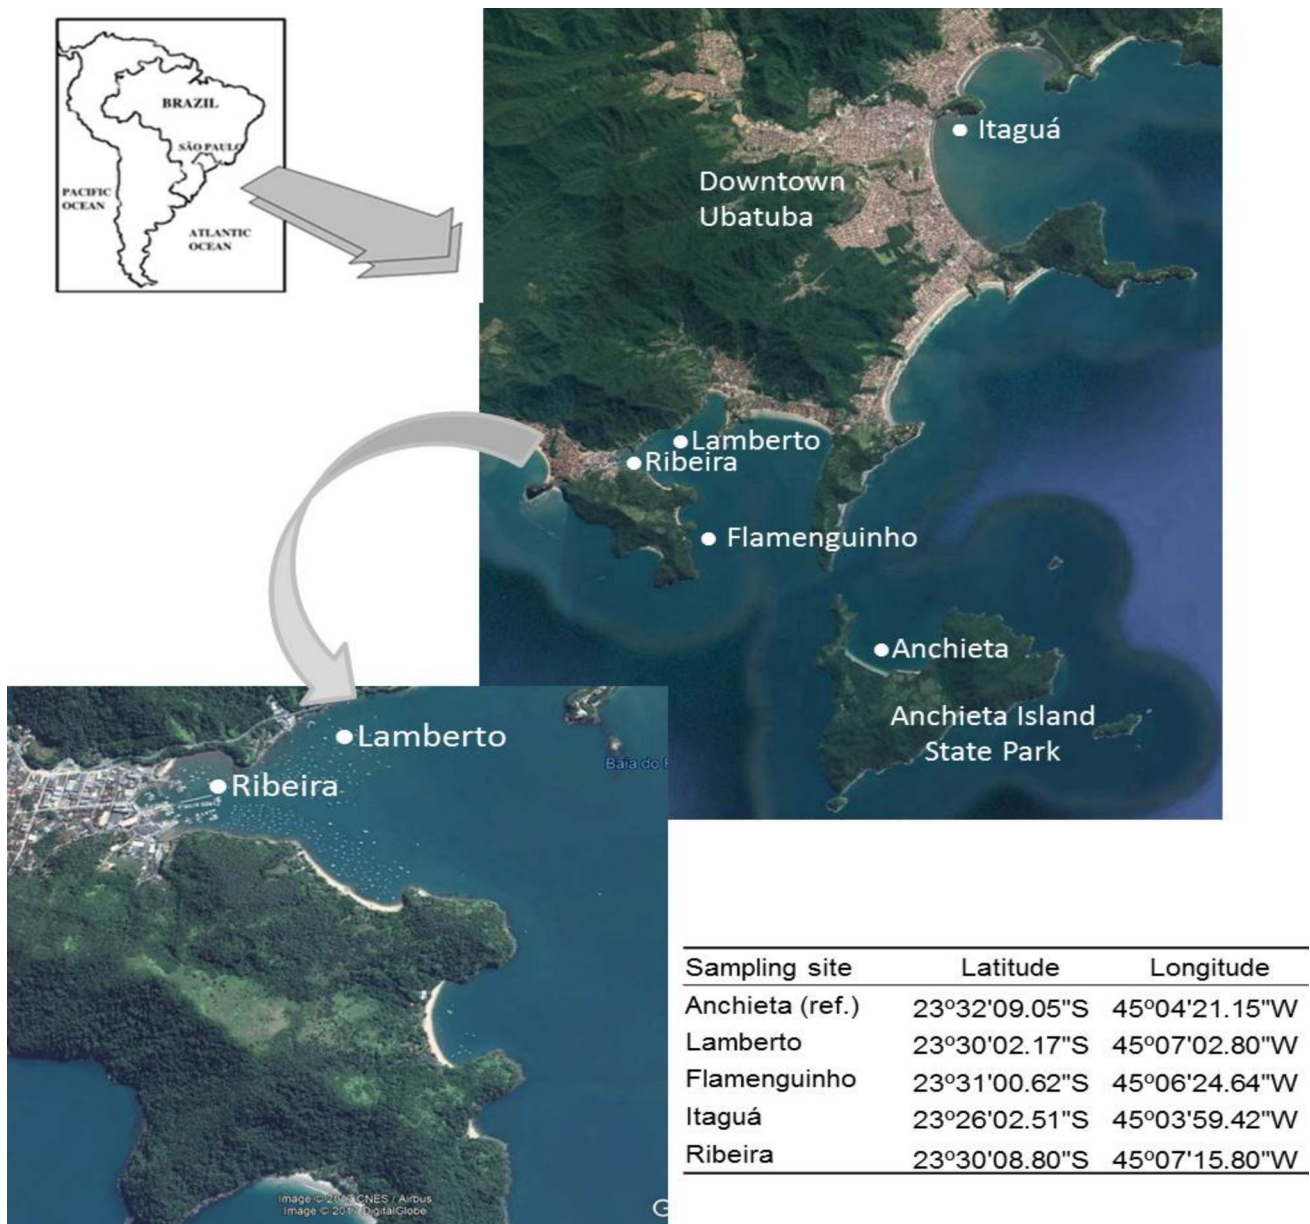 BRAZIL
SÃO PAULO
PACIFIC
OCEAN
ATLANTIC
OCEAN
Itaguá
Downtown
Ubatuba
Lamberto
Ribeira
Flamenguinho
Anchieta
Anchieta Island
State Park
Lamberto
Baía do
Ribeira
Image © 2017 CNES / Airbus
Image © 2017 DigitalGlobe
G
Sampling site Latitude Longitude
Anchieta (ref.) 23º32'09.05"S 45º04'21.15"W
Lamberto 23º30'02.17"S 45º07'02.80"W
Flamenguinho 23º31'00.62"S 45º06'24.64"W
Itaguá 23º26'02.51"S 45º03'59.42"W
Ribeira 23º30'08.80"S 45º07'15.80"W